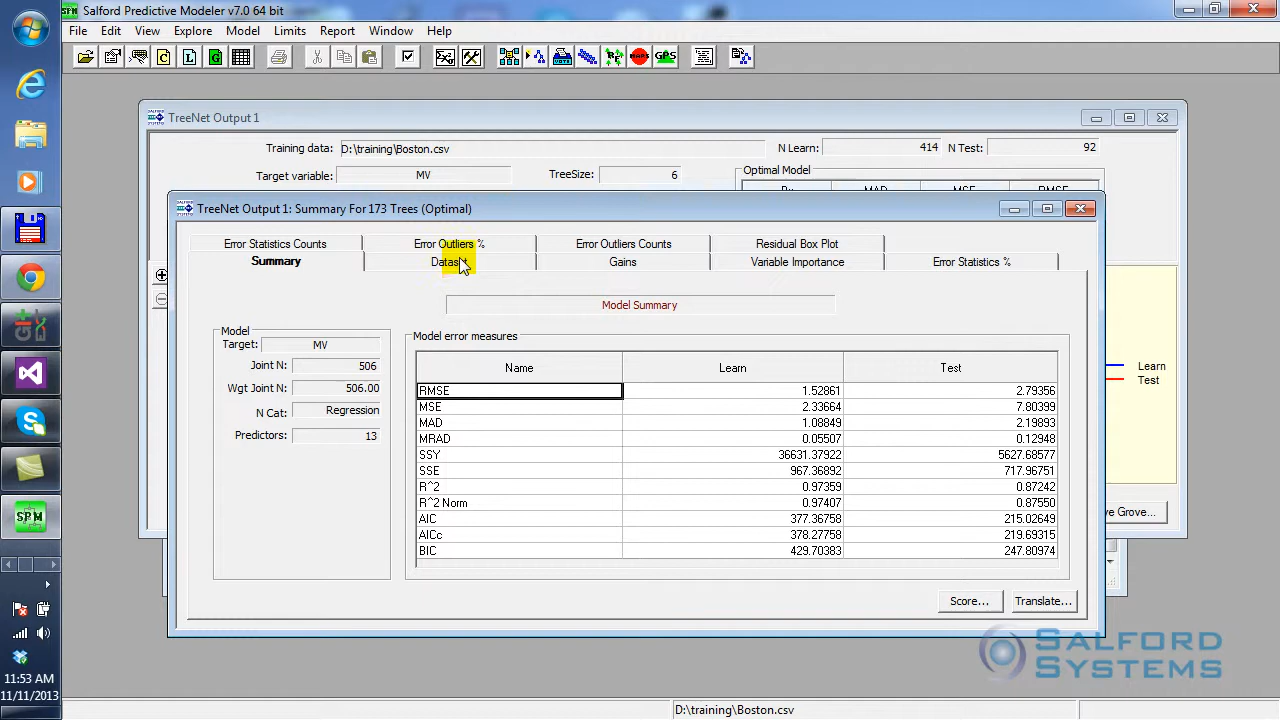 Salford Predictive Modeler v7.0 64 bit
File Edit View Explore Model Limits Report Window Help
TreeNet Output 1
Training data: D:\training\Boston.csv N Learn: 414 N Test: 92
Target variable: MV TreeSize: 6 Optimal Model
TreeNet Output 1: Summary For 173 Trees (Optimal)
Error Statistics Counts Error Outliers % Error Outliers Counts Residual Box Plot
Summary Gains Variable Importance Error Statistics %
Model Summary
Model
Target: MV
Joint N: 506
Wgt Joint N: 506.00
N Cat: Regression
Predictors: 13
Model error measures
Name Learn Test
RMSE 1.52861 2.79356
MSE 2.33664 7.80399
MAD 1.08849 2.19893
MRAD 0.05507 0.12948
SSY 36631.37922 5627.68577
SSE 967.36892 717.96751
R^2 0.97359 0.87242
R^2 Norm 0.97407 0.87550
AIC 377.36758 215.02649
AICc 378.27758 219.69315
BIC 429.70383 247.80974
Score... Translate...
Learn
Test
Grove...
SPM
SALFORD
SYSTEMS
11:53 AM
11/11/2013
D:\training\Boston.csv